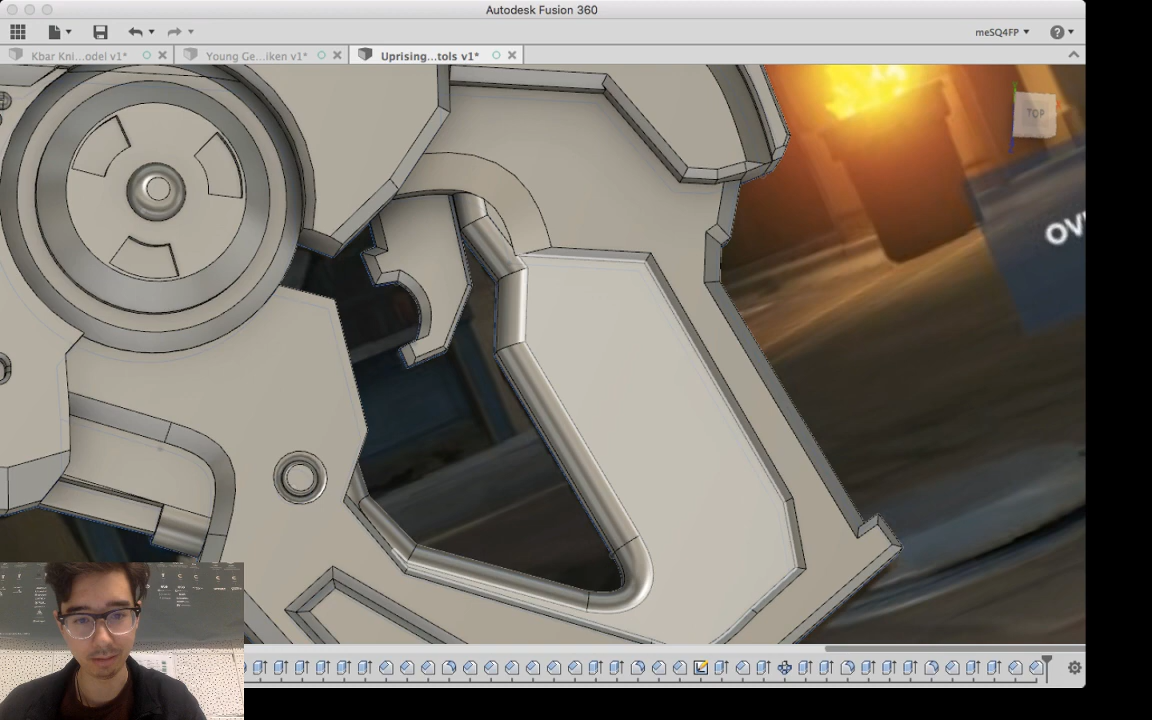 Autodesk Fusion 360
meSQ4FP
Kbar Kni...odel v1*
Young Ge...iken v1*
Uprising...tols v1*
TOP
OV